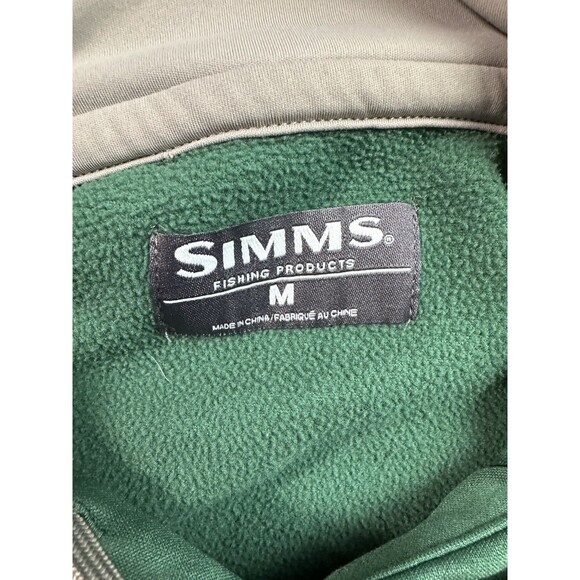 SIMMS®
FISHING PRODUCTS
M
MADE IN CHINA/FABRIQUÉ AU CHINE